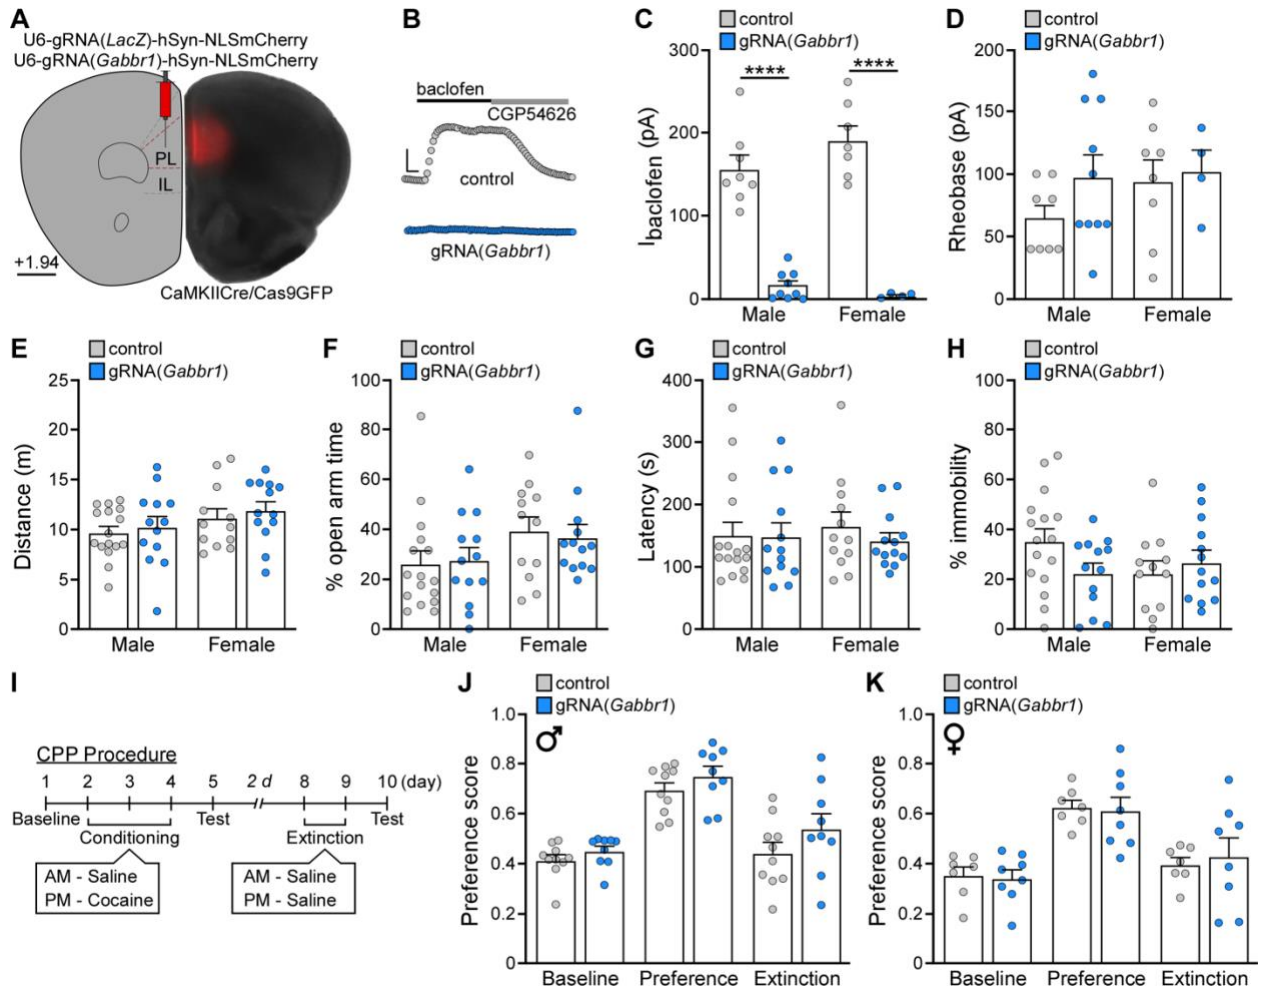 A
U6-gRNA(LacZ)-hSyn-NLSmCherry
U6-gRNA(Gabbr1)-hSyn-NLSmCherry
PL
IL
+1.94
CaMKIICre/Cas9GFP
B
baclofen
CGP54626
control
gRNA(Gabbr1)
C
control
gRNA(Gabbr1)
300
200
100
0
Ibaclofen (pA)
****
****
Male
Female
D
control
gRNA(Gabbr1)
200
150
100
50
0
Rheobase (pA)
Male
Female
E
control
gRNA(Gabbr1)
25
20
15
10
5
0
Distance (m)
Male
Female
F
control
gRNA(Gabbr1)
100
80
60
40
20
0
% open arm time
Male
Female
G
control
gRNA(Gabbr1)
400
300
200
100
0
Latency (s)
Male
Female
H
control
gRNA(Gabbr1)
100
80
60
40
20
0
% immobility
Male
Female
I
CPP Procedure
1 2 3 4 5 2 d 8 9 10 (day)
Baseline Test Test
Conditioning Extinction
AM - Saline
PM - Cocaine
AM - Saline
PM - Saline
J
control
gRNA(Gabbr1)
♂
1.0
0.8
0.6
0.4
0.2
0
Preference score
Baseline
Preference
Extinction
K
control
gRNA(Gabbr1)
♀
1.0
0.8
0.6
0.4
0.2
0
Preference score
Baseline
Preference
Extinction